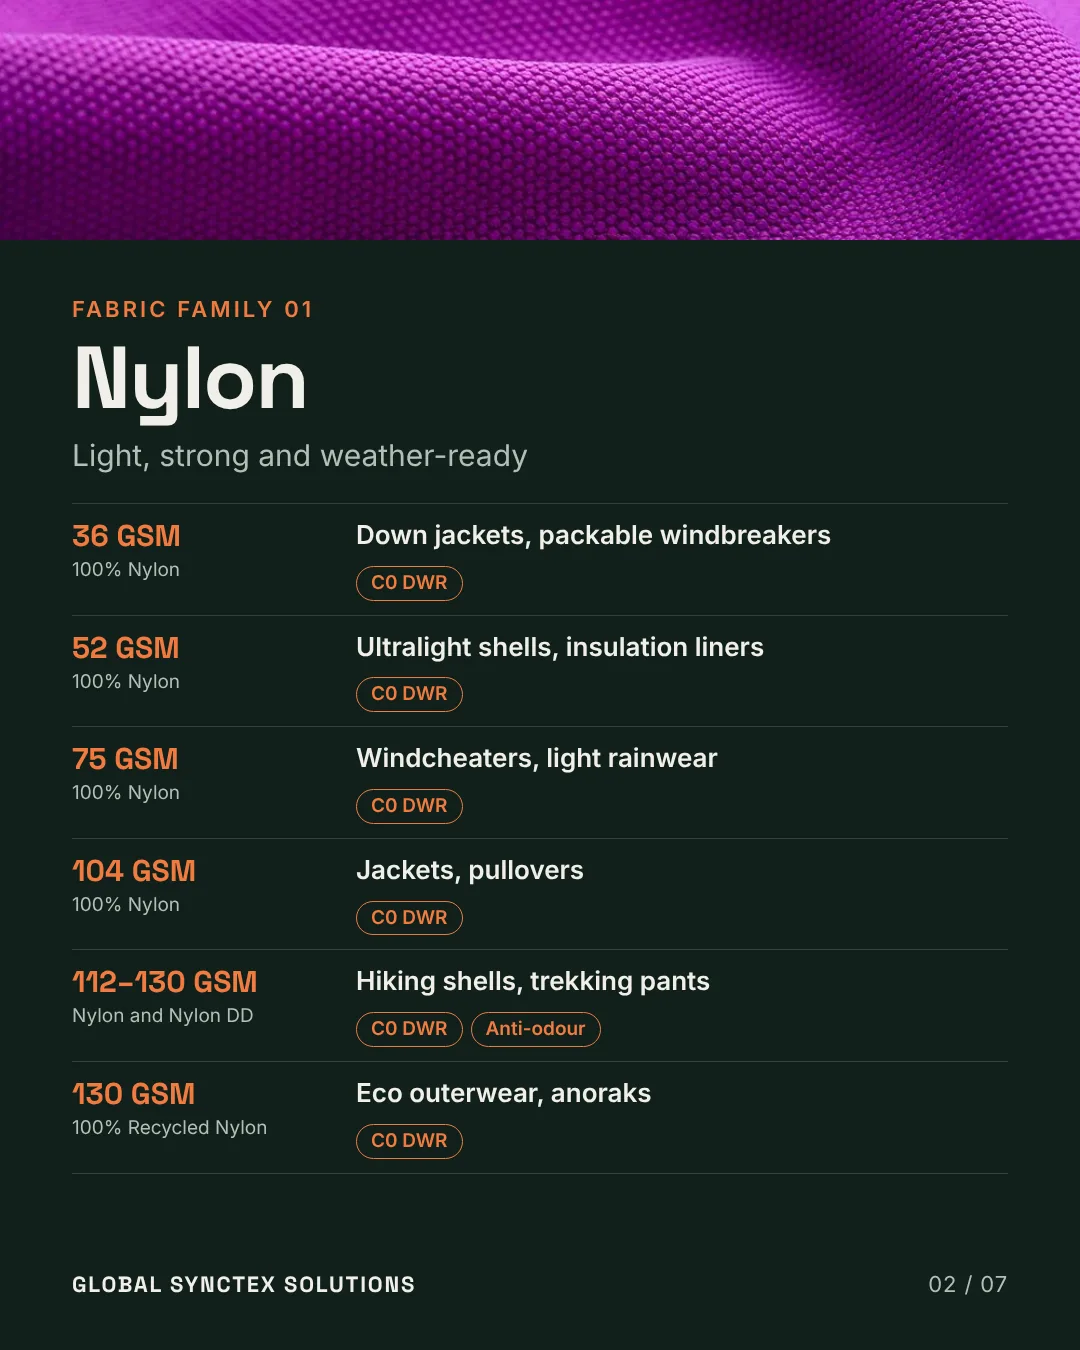 FABRIC FAMILY 01
Nylon
Light, strong and weather-ready
36 GSM
100% Nylon
Down jackets, packable windbreakers
C0 DWR
52 GSM
100% Nylon
Ultralight shells, insulation liners
C0 DWR
75 GSM
100% Nylon
Windcheaters, light rainwear
C0 DWR
104 GSM
100% Nylon
Jackets, pullovers
C0 DWR
112–130 GSM
Nylon and Nylon DD
Hiking shells, trekking pants
C0 DWR Anti-odour
130 GSM
100% Recycled Nylon
Eco outerwear, anoraks
C0 DWR
GLOBAL SYNCTEX SOLUTIONS
02 / 07